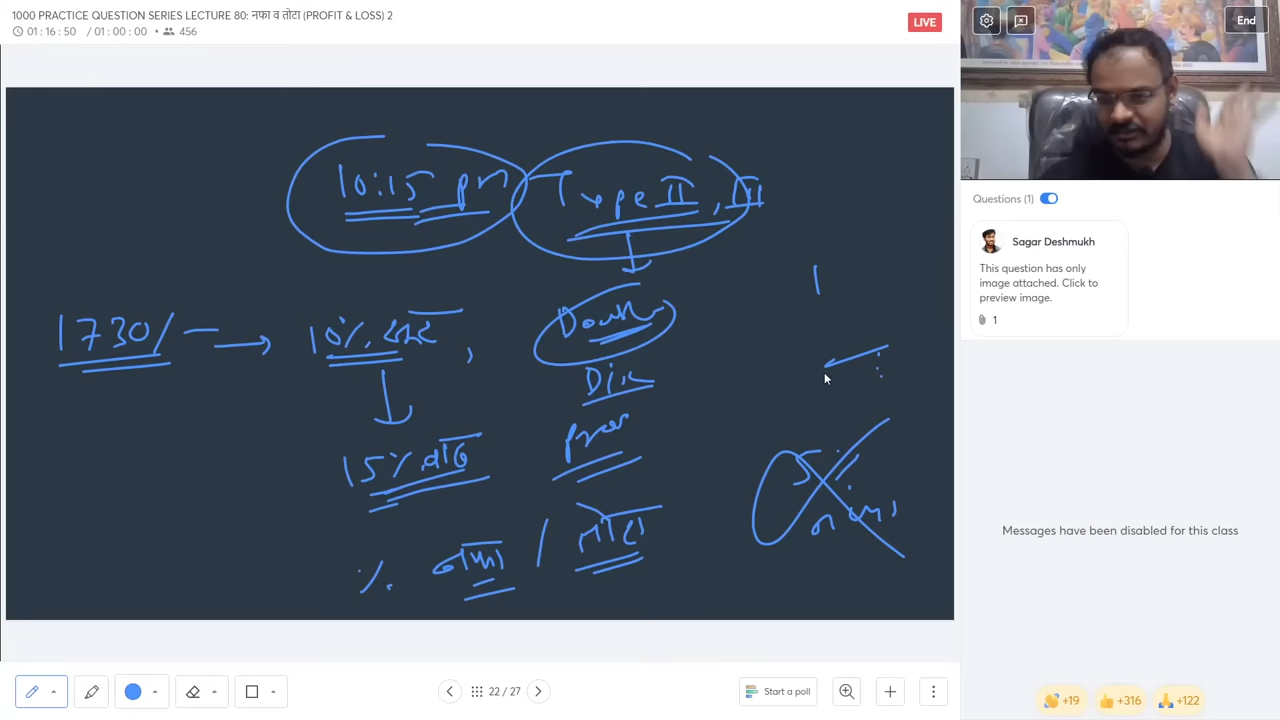 1000 PRACTICE QUESTION SERIES LECTURE 80: नफा व तोटा (PROFIT & LOSS) 2
01 : 16 : 50 / 01 : 00 : 00 • 456
LIVE
End
10:15 pm Type II, III
1730/- → 10% सूट, Double
Dis
15% वाढ
% नफा / तोटा
5%
नफा
Questions (1)
Sagar Deshmukh
This question has only
image attached. Click to
preview image.
1
Messages have been disabled for this class
22 / 27
Start a poll
+19 +316 +122